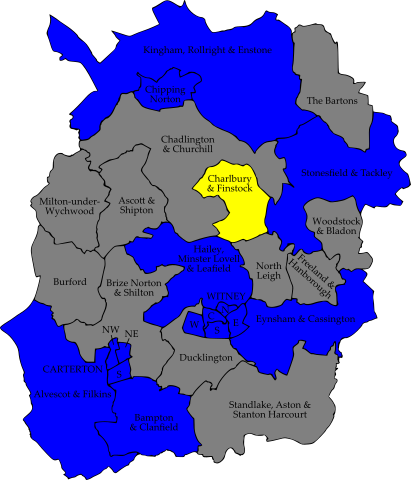 Kingham, Rollright & Enstone
Chipping
Norton
The Bartons
Chadlington
& Churchill
Charlbury
& Finstock
Stonesfield & Tackley
Milton-under-
Wychwood
Ascott &
Shipton
Woodstock
& Bladon
Hailey,
Minster Lovell
& Leafield
North
Leigh
Freeland &
Hanborough
Burford
Brize Norton
& Shilton
WITNEY
N
W
E
S
Eynsham & Cassington
NW
NE
Ducklington
CARTERTON
S
Alvescot & Filkins
Bampton
& Clanfield
Standlake, Aston &
Stanton Harcourt